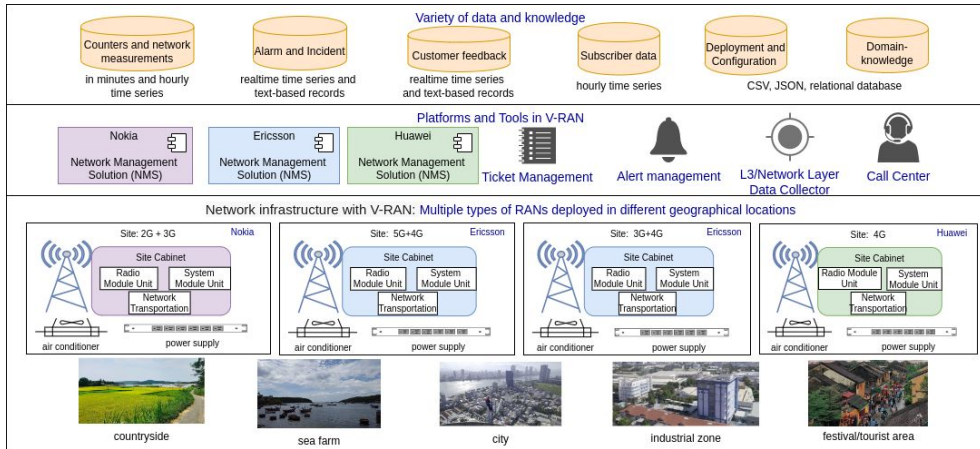 Variety of data and knowledge
Counters and network
measurements
in minutes and hourly
time series
Alarm and Incident
realtime time series and
text-based records
Customer feedback
realtime time series
and text-based records
Subscriber data
hourly time series
Deployment and
Configuration
Domain-
knowledge
CSV, JSON, relational database
Platforms and Tools in V-RAN
Nokia
Network Management
Solution (NMS)
Ericsson
Network Management
Solution (NMS)
Huawei
Network Management
Solution (NMS)
Ticket Management
Alert management
L3/Network Layer
Data Collector
Call Center
Network infrastructure with V-RAN: Multiple types of RANs deployed in different geographical locations
Site: 2G + 3G
Nokia
Site Cabinet
Radio
Module Unit
System
Module Unit
Network
Transportation
air conditioner
power supply
Site: 5G+4G
Ericsson
Site Cabinet
Radio
Module Unit
System
Module Unit
Network
Transportation
air conditioner
power supply
Site: 3G+4G
Ericsson
Site Cabinet
Radio
Module Unit
System
Module Unit
Network
Transportation
air conditioner
power supply
Site: 4G
Huawei
Site Cabinet
Radio Module
Unit
System
Module Unit
Network
Transportation
air conditioner
power supply
countryside
sea farm
city
industrial zone
festival/tourist area